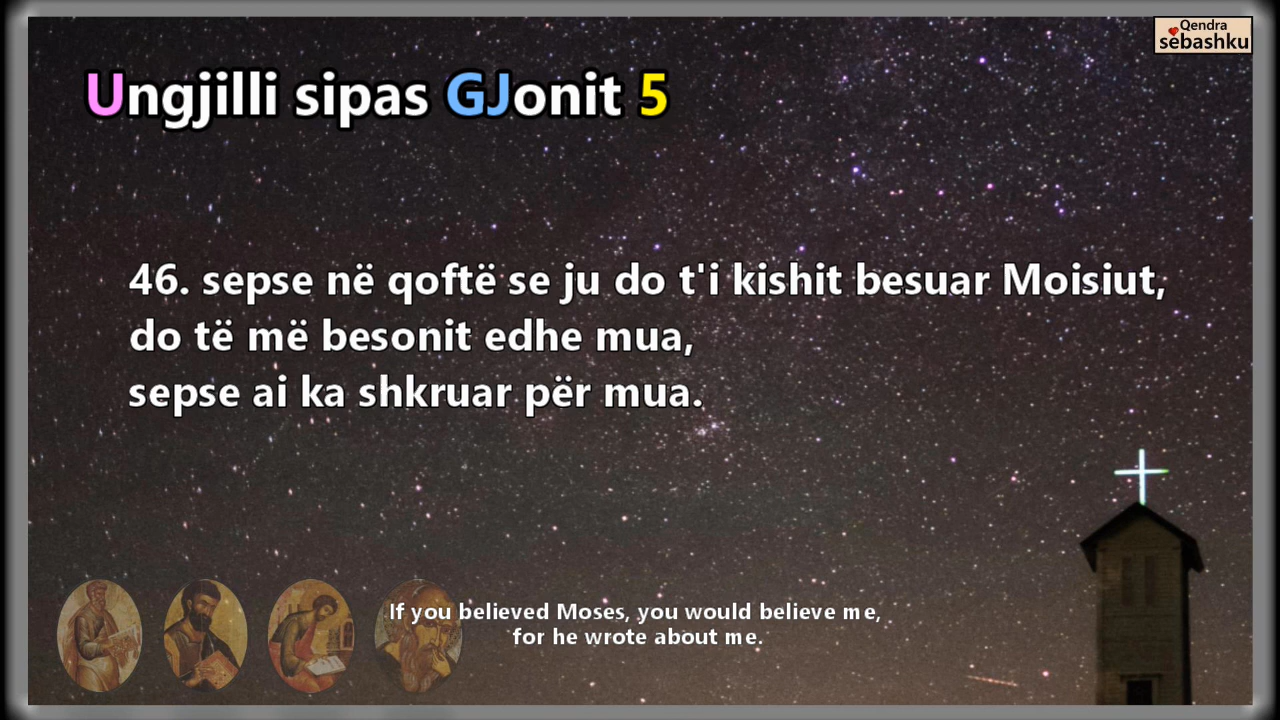 Qendra
sebashku
Ungjilli sipas GJonit 5
46. sepse në qoftë se ju do t'i kishit besuar Moisiut,
do të më besonit edhe mua,
sepse ai ka shkruar për mua.
If you believed Moses, you would believe me,
for he wrote about me.